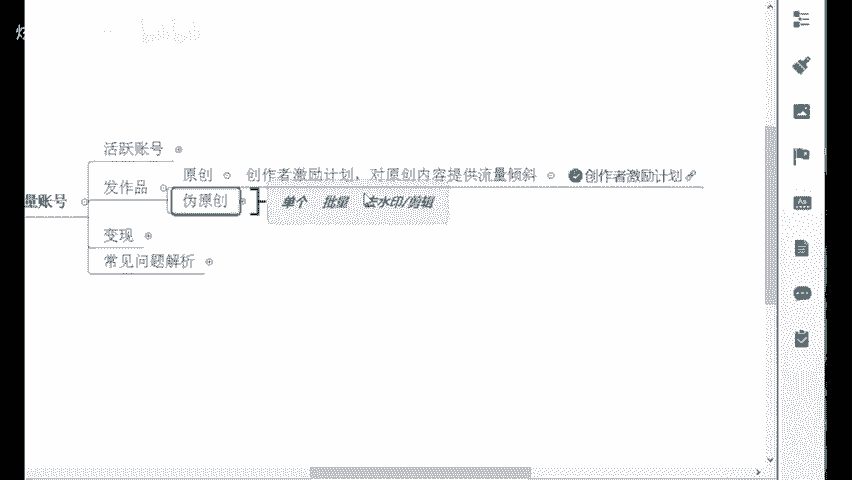 活跃账号
原创 创作者激励计划，对原创内容提供流量倾斜 创作者激励计划
发作品
量账号
伪原创 单个 批量 去水印/剪辑
变现
常见问题解析